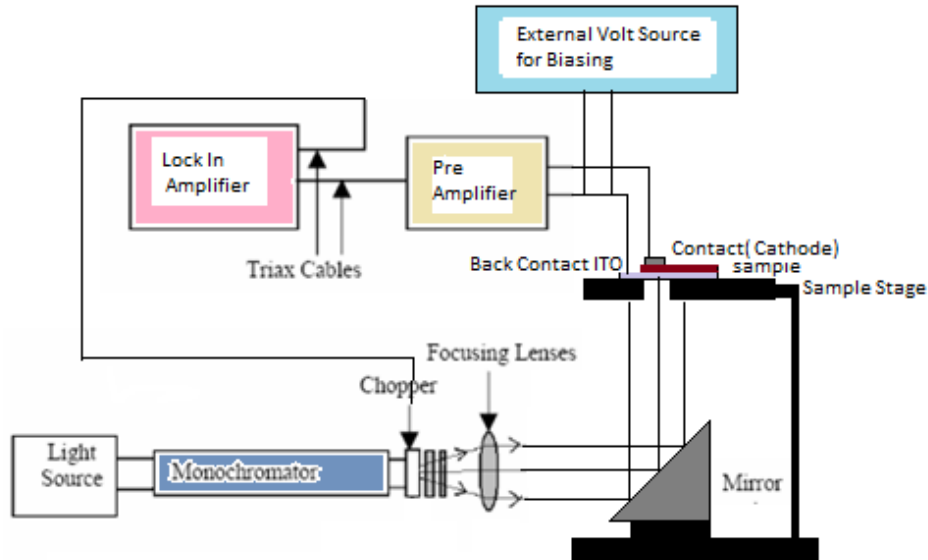 External Volt Source
for Biasing
Lock In
Amplifier
Pre
Amplifier
Triax Cables
Back Contact ITO
Contact( Cathode)
sample
Sample Stage
Focusing Lenses
Chopper
Light
Source
Monochromator
Mirror